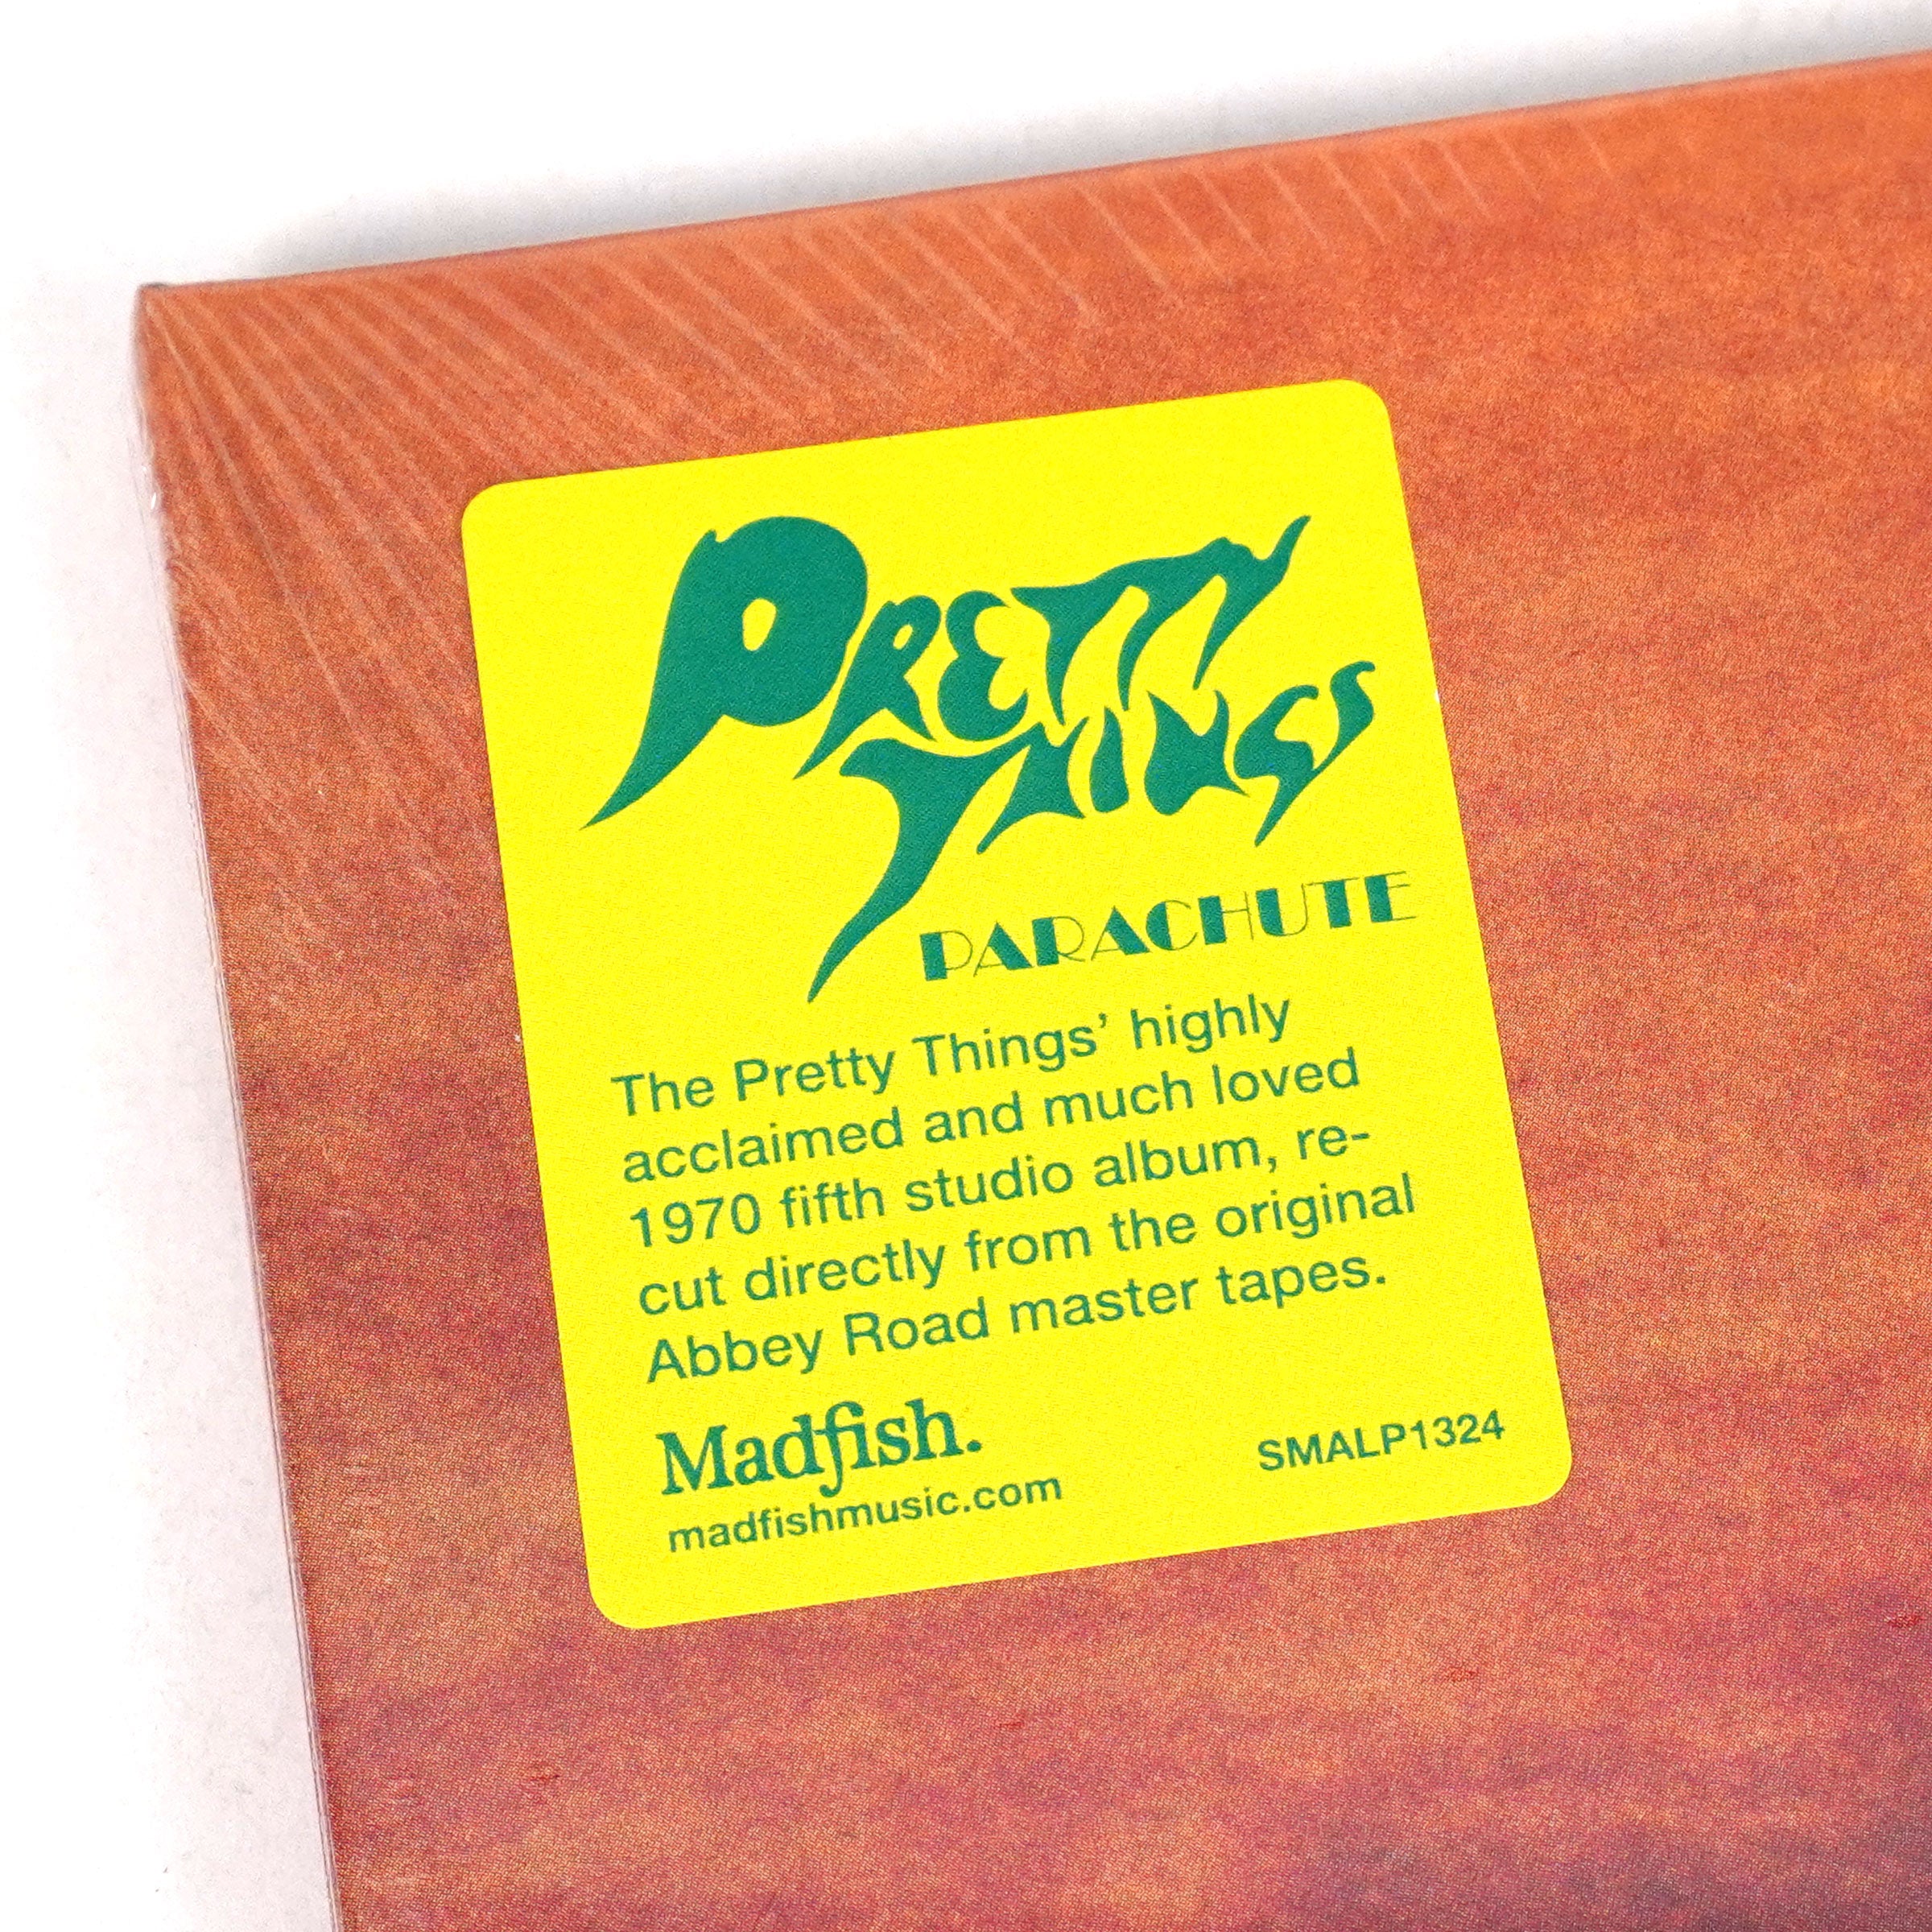 PRETTY
THINGS
PARACHUTE
The Pretty Things’ highly
acclaimed and much loved
1970 fifth studio album, re-
cut directly from the original
Abbey Road master tapes.
Madfish.
madfishmusic.com
SMALP1324